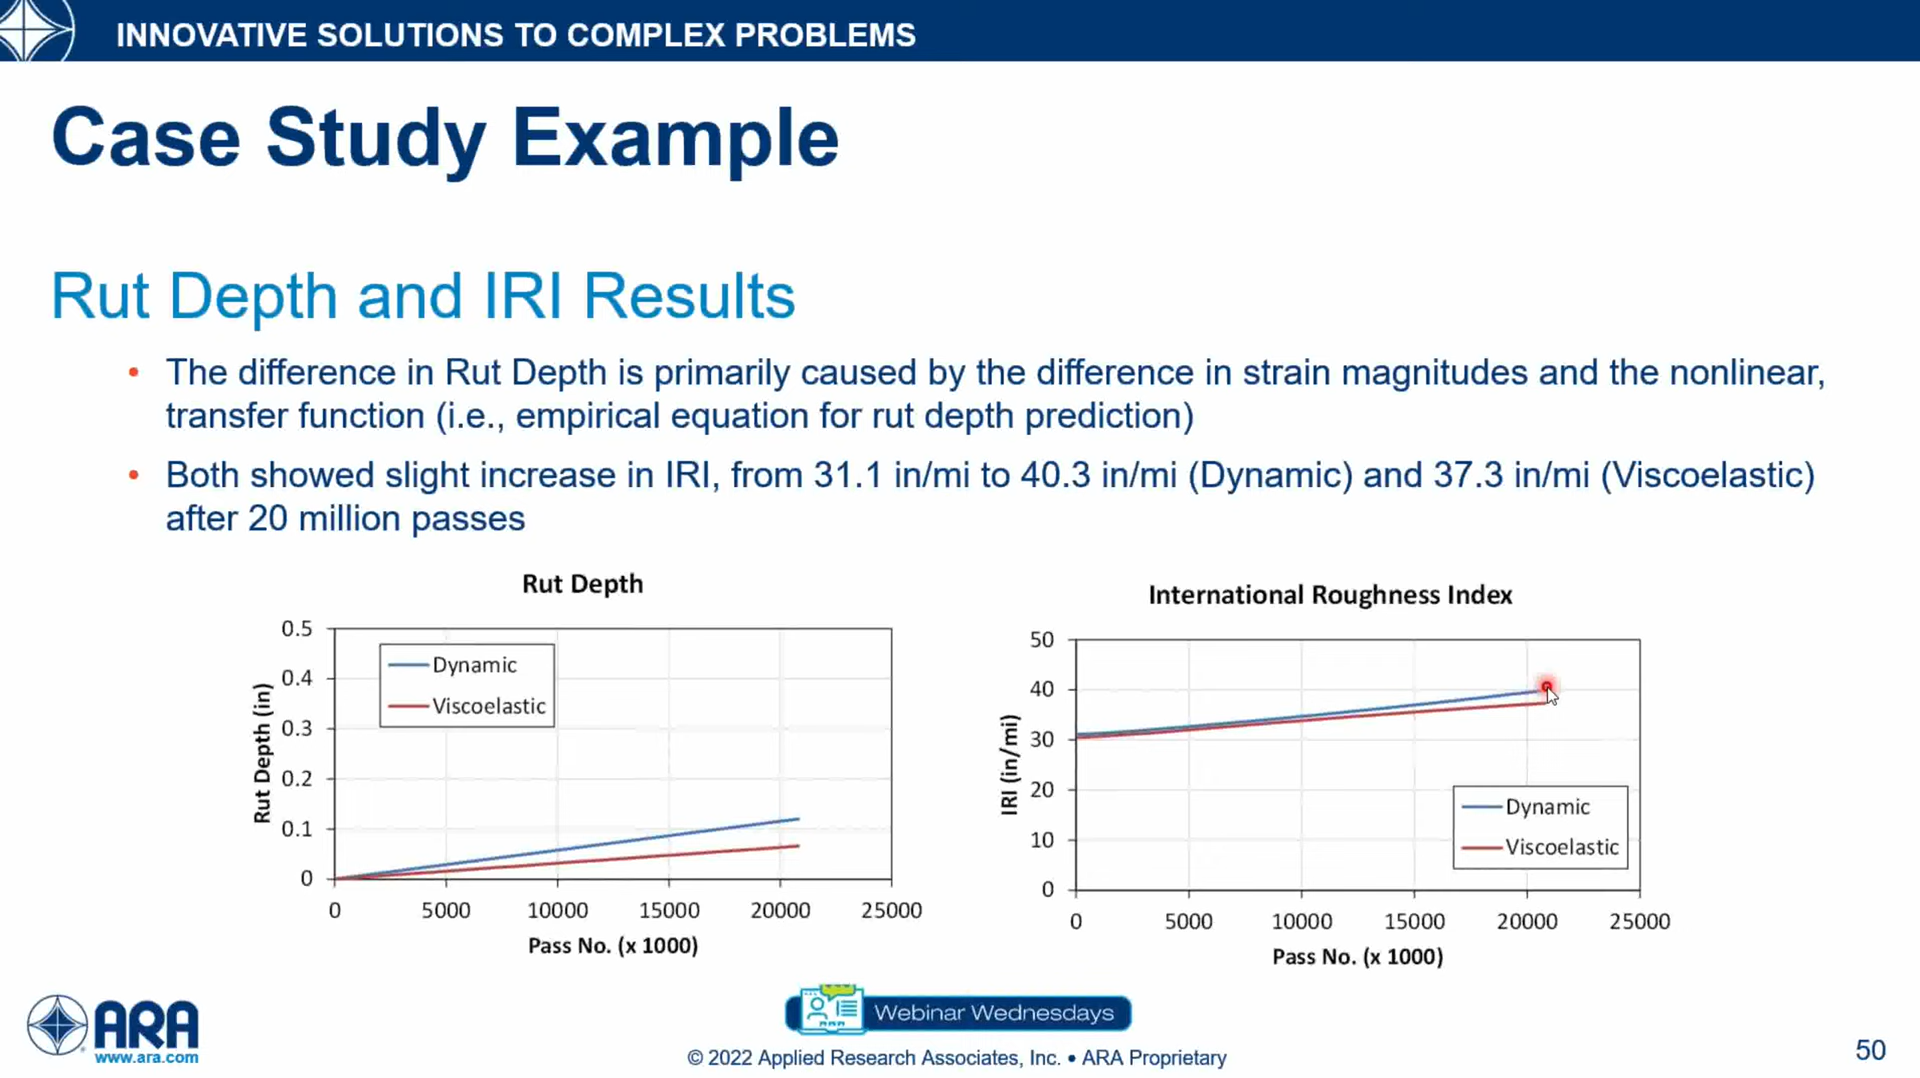 INNOVATIVE SOLUTIONS TO COMPLEX PROBLEMS
Case Study Example
Rut Depth and IRI Results
• The difference in Rut Depth is primarily caused by the difference in strain magnitudes and the nonlinear,
transfer function (i.e., empirical equation for rut depth prediction)
• Both showed slight increase in IRI, from 31.1 in/mi to 40.3 in/mi (Dynamic) and 37.3 in/mi (Viscoelastic)
after 20 million passes
Rut Depth
0.5
0.4
0.3
0.2
0.1
0
Rut Depth (in)
Dynamic
Viscoelastic
0 5000 10000 15000 20000 25000
Pass No. (x 1000)
International Roughness Index
50
40
30
20
10
0
IRI (in/mi)
Dynamic
Viscoelastic
0 5000 10000 15000 20000 25000
Pass No. (x 1000)
ARA
www.ara.com
ARA
Webinar Wednesdays
© 2022 Applied Research Associates, Inc. • ARA Proprietary
50